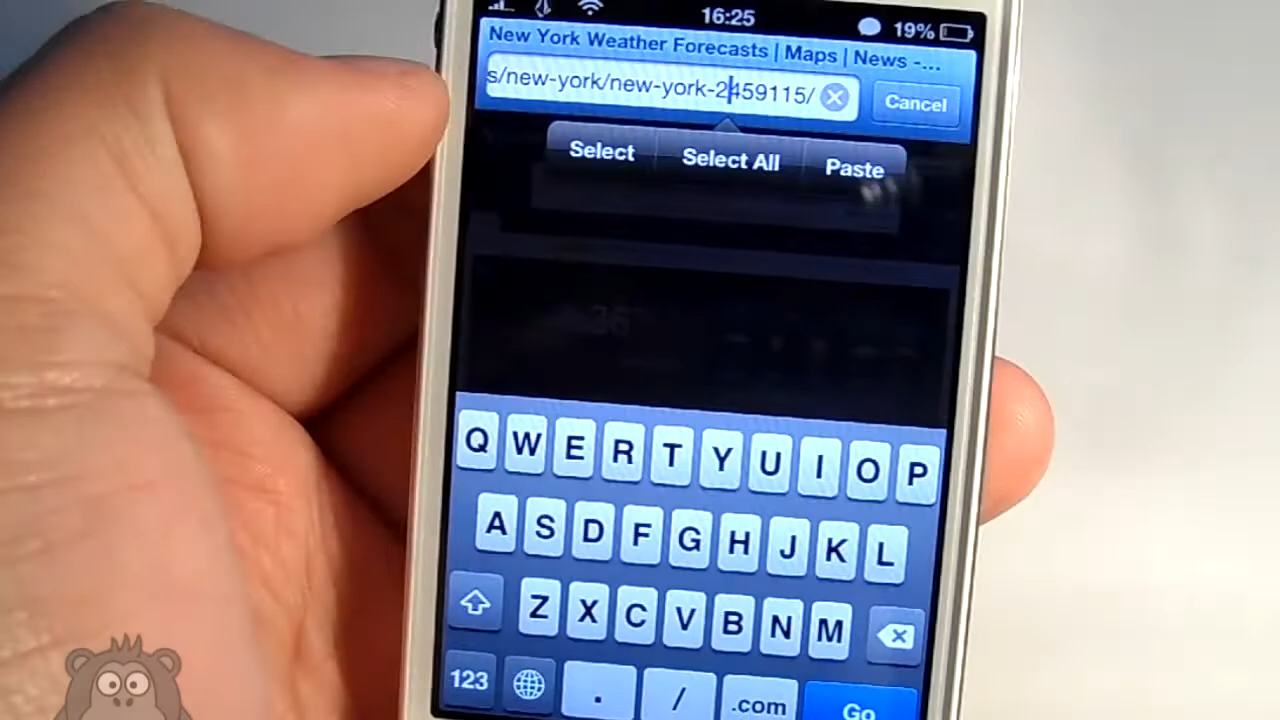 16:25
19%
New York Weather Forecasts | Maps | News -...
s/new-york/new-york-2459115/
Cancel
Select
Select All
Paste
36
Q W E R T Y U I O P
A S D F G H J K L
Z X C V B N M
123
.
/
.com
Go